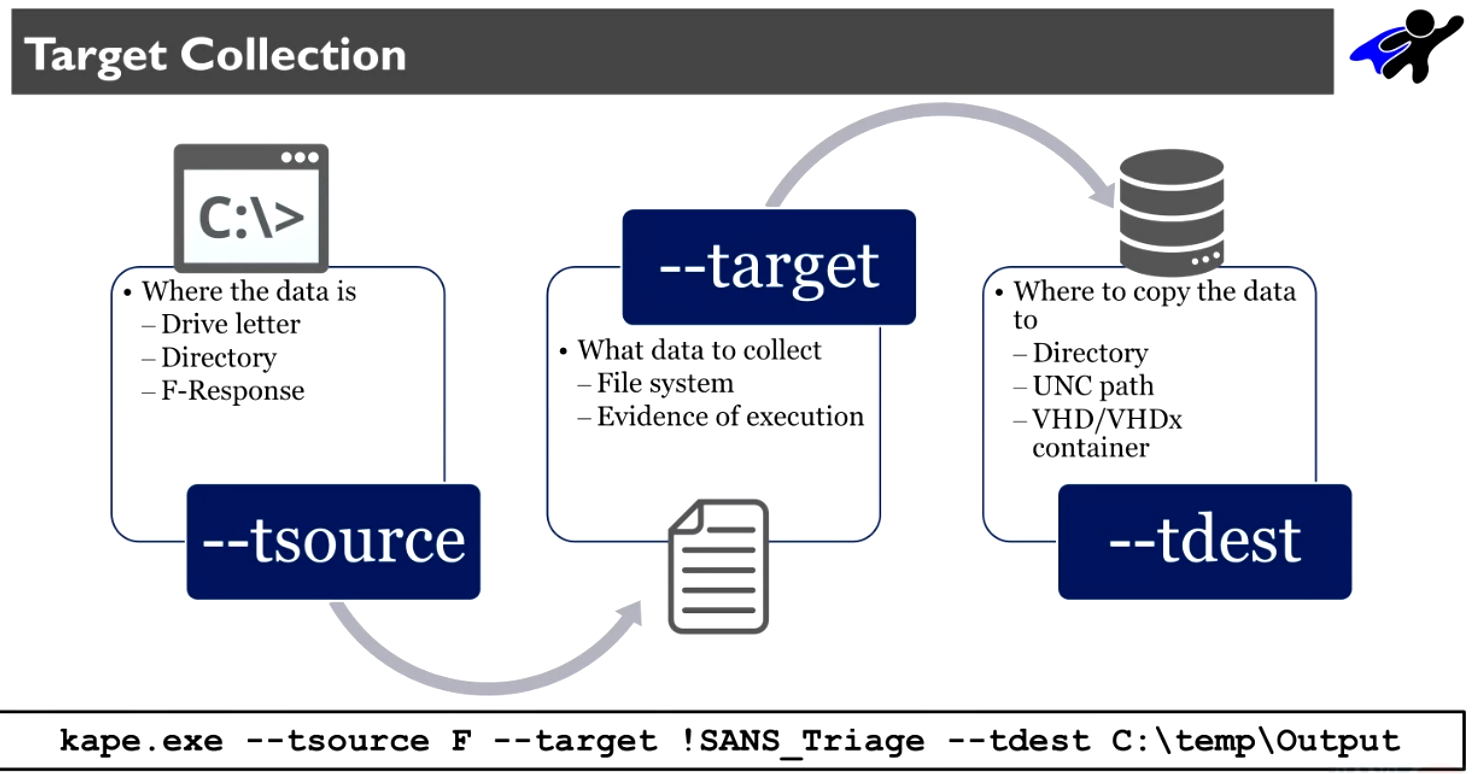 Target Collection
C:\>
• Where the data is
– Drive letter
– Directory
– F-Response
--tsource
--target
• What data to collect
– File system
– Evidence of execution
• Where to copy the data
to
– Directory
– UNC path
– VHD/VHDx
container
--tdest
kape.exe --tsource F --target !SANS_Triage --tdest C:\temp\Output